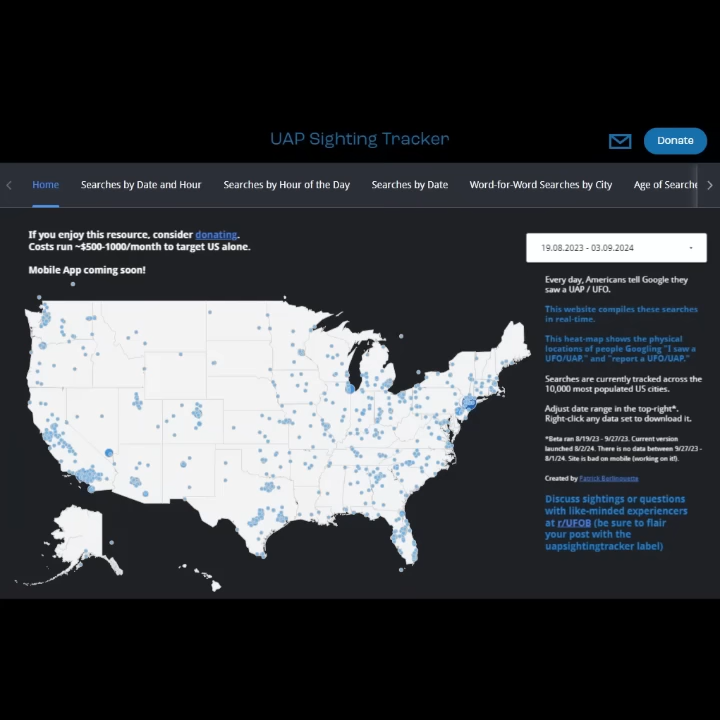 UAP Sighting Tracker
Donate
Home
Searches by Date and Hour
Searches by Hour of the Day
Searches by Date
Word-for-Word Searches by City
Age of Searche
If you enjoy this resource, consider donating.
Costs run ~$500-1000/month to target US alone.
Mobile App coming soon!
19.08.2023 - 03.09.2024
Every day, Americans tell Google they
saw a UAP / UFO.
This website compiles these searches
in real-time.
This heat-map shows the physical
locations of people Googling "I saw a
UFO/UAP," and "report a UFO/UAP."
Searches are currently tracked across the
10,000 most populated US cities.
Adjust date range in the top-right*.
Right-click any data set to download it.
*Beta ran 8/19/23 - 9/27/23. Current version
launched 8/2/24. There is no data between 9/27/23 -
8/1/24. Site is bad on mobile (working on it).
Created by Patrick
Discuss sightings or questions
with like-minded experiencers
at r/UFOB (be sure to flair
your post with the
uapsightingtracker label)